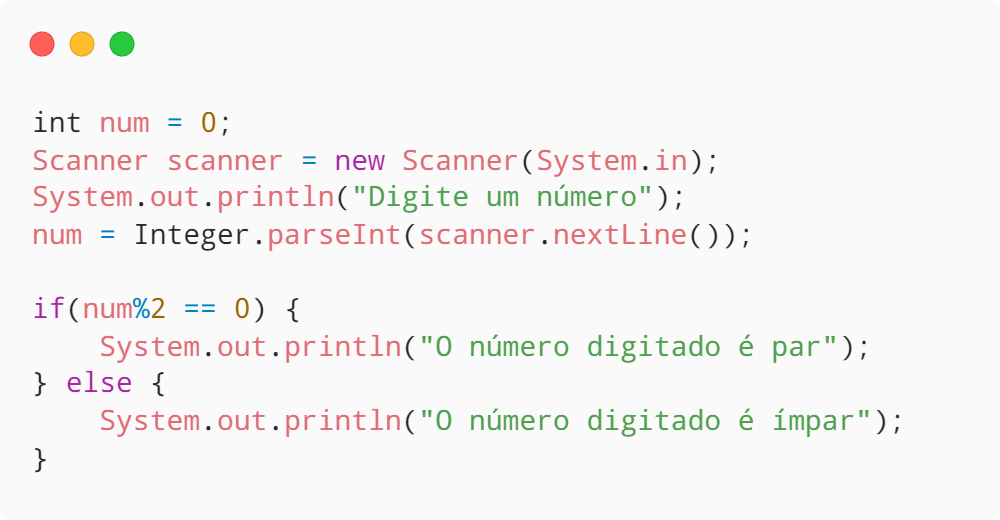 int num = 0;
Scanner scanner = new Scanner(System.in);
System.out.println("Digite um número");
num = Integer.parseInt(scanner.nextLine());
if(num%2 == 0) {
    System.out.println("O número digitado é par");
} else {
    System.out.println("O número digitado é ímpar");
}